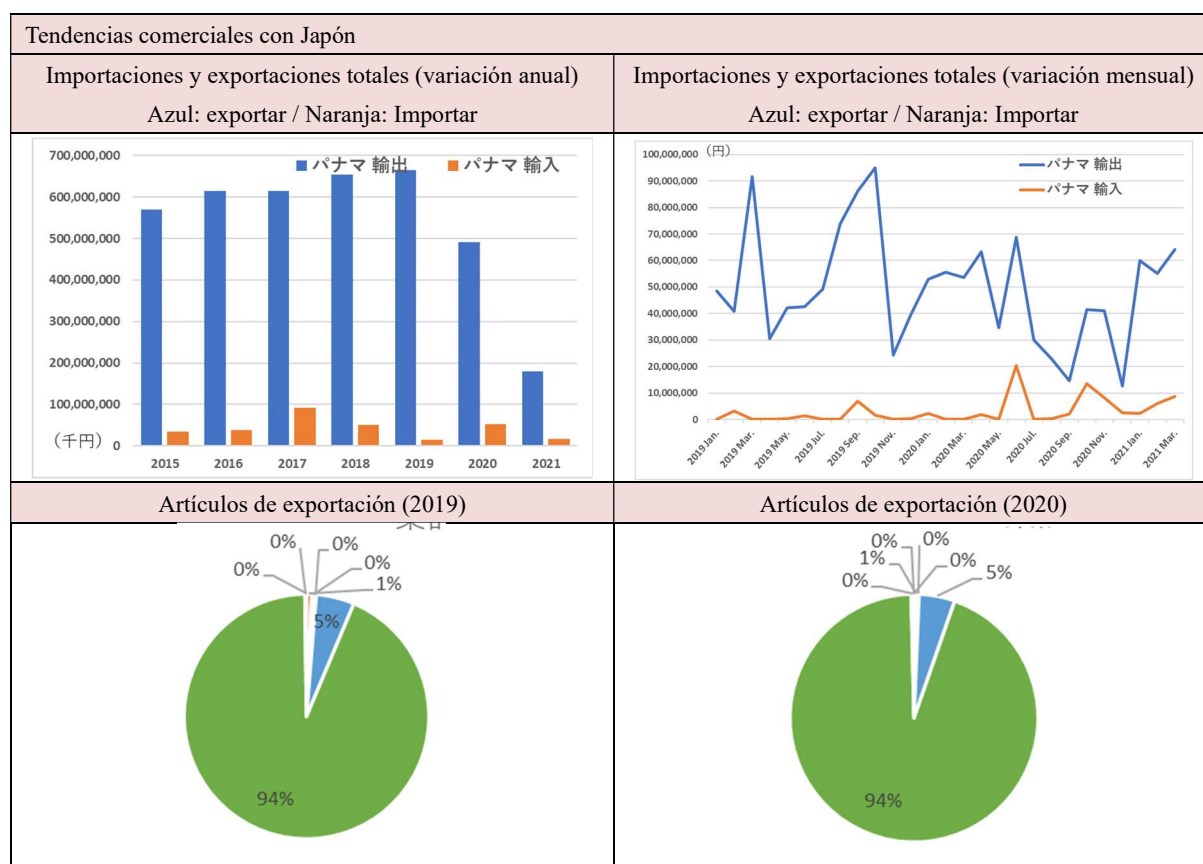 Tendencias comerciales con Japón
Importaciones y exportaciones totales (variación anual)
Azul: exportar / Naranja: Importar
Importaciones y exportaciones totales (variación mensual)
Azul: exportar / Naranja: Importar
700,000,000
600,000,000
500,000,000
400,000,000
300,000,000
200,000,000
100,000,000
0
（千円）
パナマ 輸出
パナマ 輸入
2015
2016
2017
2018
2019
2020
2021
（円）
100,000,000
90,000,000
80,000,000
70,000,000
60,000,000
50,000,000
40,000,000
30,000,000
20,000,000
10,000,000
0
パナマ 輸出
パナマ 輸入
2019 Jan.
2019 Mar.
2019 May.
2019 Jul.
2019 Sep.
2019 Nov.
2020 Jan.
2020 Mar.
2020 May.
2020 Jul.
2020 Sep.
2020 Nov.
2021 Jan.
2021 Mar.
Artículos de exportación (2019)
0%
0%
0%
0%
1%
5%
94%
Artículos de exportación (2020)
0%
0%
1%
0%
0%
5%
94%